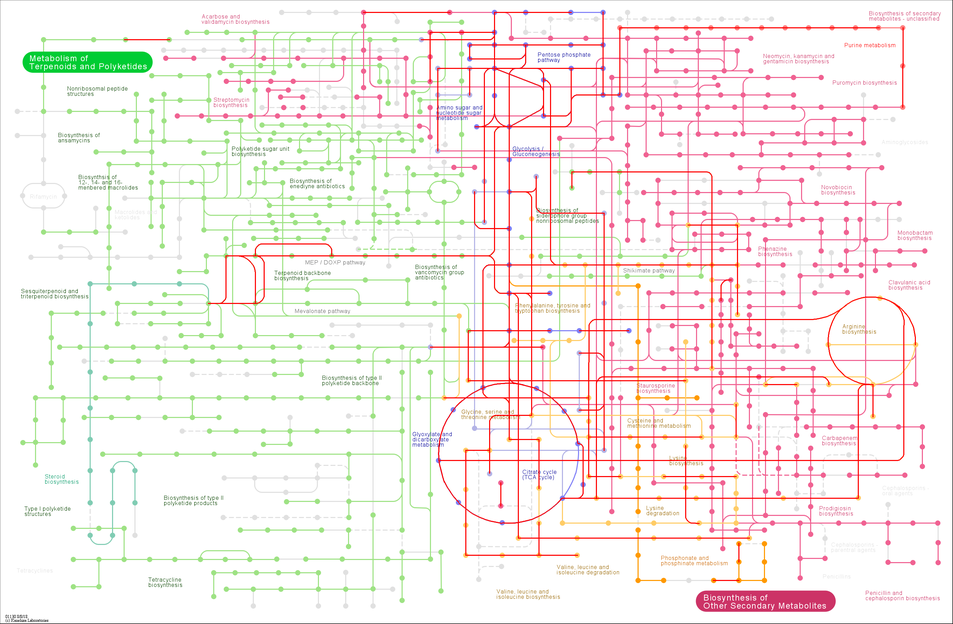 Acarbose and
validamycin biosynthesis
Biosynthesis of secondary
metabolites - unclassified
Purine metabolism
Metabolism of
Terpenoids and Polyketides
Pentose phosphate
pathway
Neomycin, kanamycin and
gentamicin biosynthesis
Puromycin biosynthesis
Nonribosomal peptide
structures
Streptomycin
biosynthesis
Amino sugar and
nucleotide sugar
metabolism
Biosynthesis of
ansamycins
Polyketide sugar unit
biosynthesis
Glycolysis /
Gluconeogenesis
Biosynthesis of
12-, 14- and 16-
membered macrolides
Biosynthesis of
enediyne antibiotics
Novobiocin
biosynthesis
Biosynthesis of
siderophore group
nonribosomal peptides
Monobactam
biosynthesis
Phenazine
biosynthesis
MEP / DOXP pathway
Shikimate pathway
Terpenoid backbone
biosynthesis
Biosynthesis of
vancomycin group
antibiotics
Clavulanic acid
biosynthesis
Sesquiterpenoid and
triterpenoid biosynthesis
Mevalonate pathway
Phenylalanine, tyrosine and
tryptophan biosynthesis
Arginine
biosynthesis
Biosynthesis of type II
polyketide backbone
Staurosporine
biosynthesis
Glycine, serine and
threonine metabolism
Cysteine and
methionine metabolism
Glyoxylate and
dicarboxylate
metabolism
Carbapenem
biosynthesis
Lysine
biosynthesis
Citrate cycle
(TCA cycle)
Steroid
biosynthesis
Biosynthesis of type II
polyketide products
Type I polyketide
structures
Lysine
degradation
Prodigiosin
biosynthesis
Phosphonate and
phosphinate metabolism
Valine, leucine and
isoleucine degradation
Tetracycline
biosynthesis
Valine, leucine and
isoleucine biosynthesis
Biosynthesis of
Other Secondary Metabolites
Penicillin and
cephalosporin biosynthesis
(c) Kanehisa Laboratories